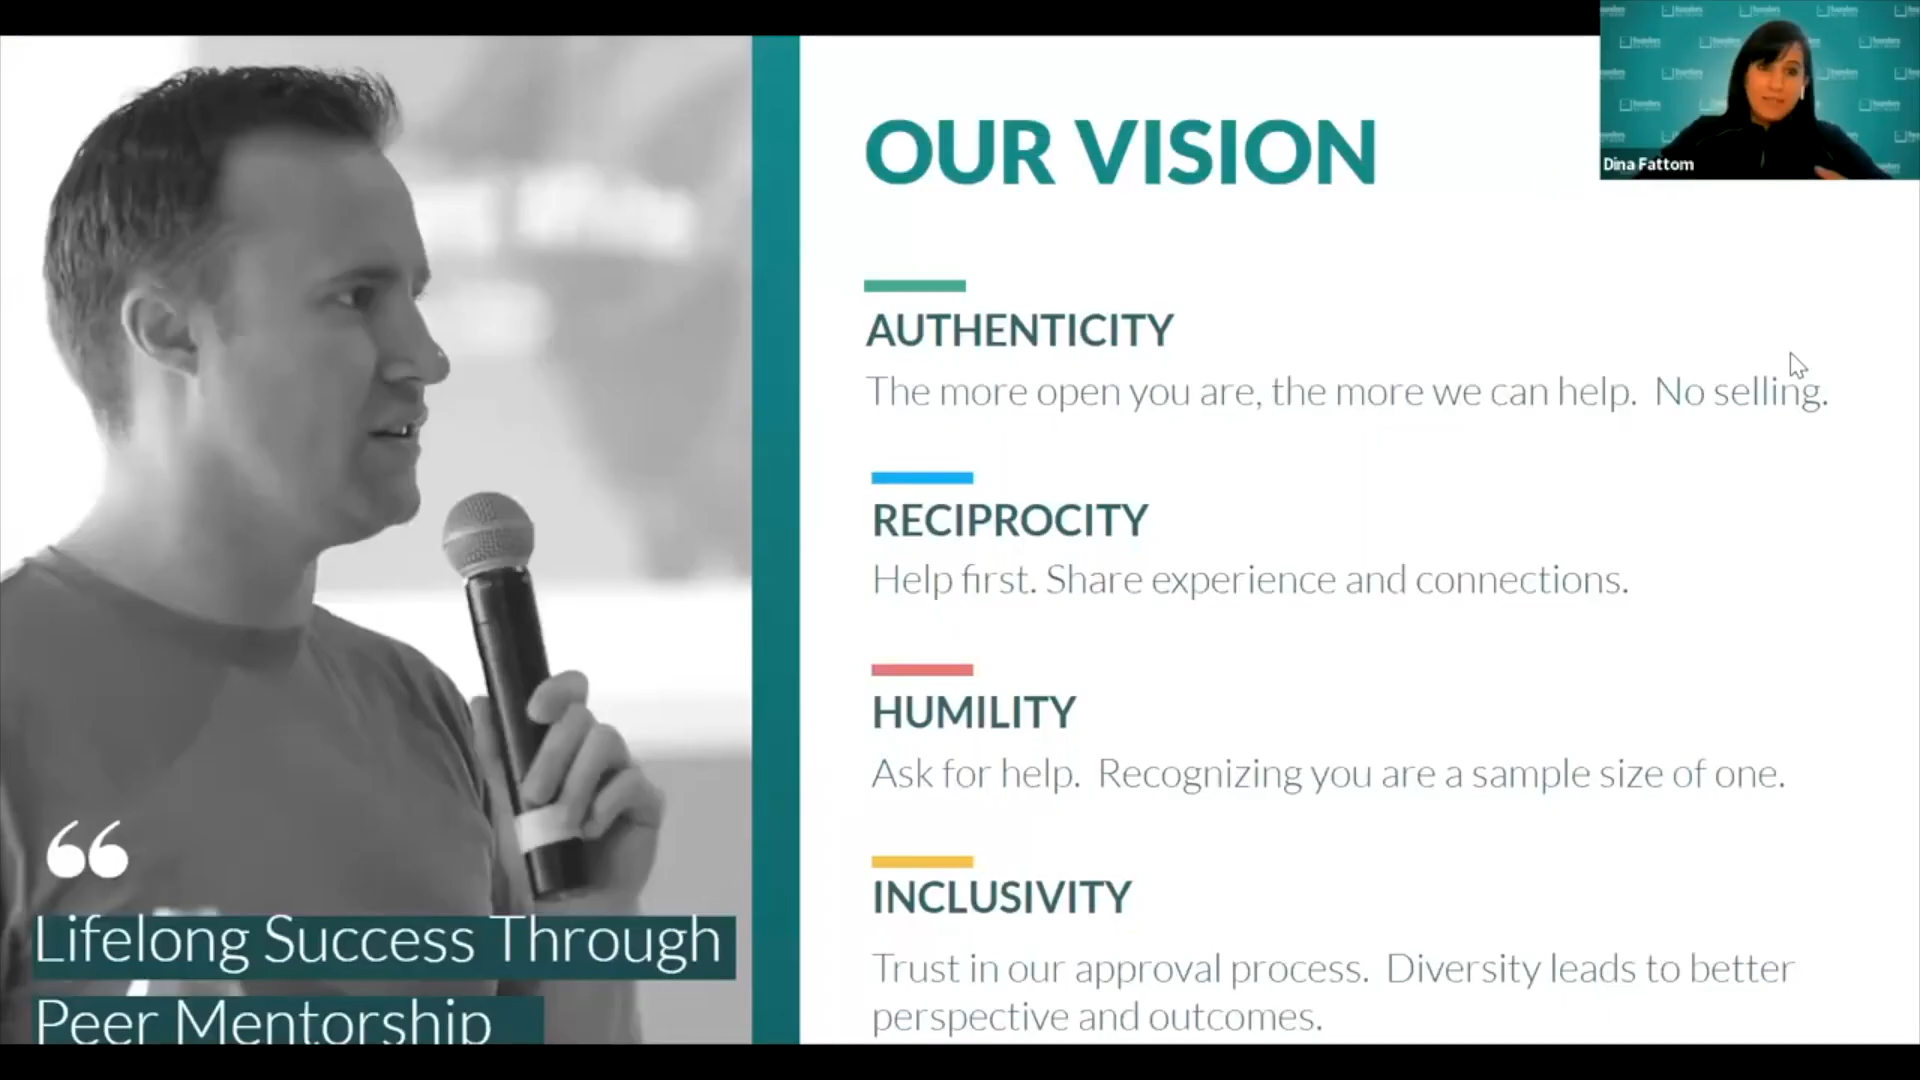 OUR VISION
AUTHENTICITY
The more open you are, the more we can help. No selling.
RECIPROCITY
Help first. Share experience and connections.
HUMILITY
Ask for help. Recognizing you are a sample size of one.
INCLUSIVITY
Trust in our approval process. Diversity leads to better
perspective and outcomes.
“
Lifelong Success Through
Peer Mentorship
Dina Fattom
founders
NETWORK